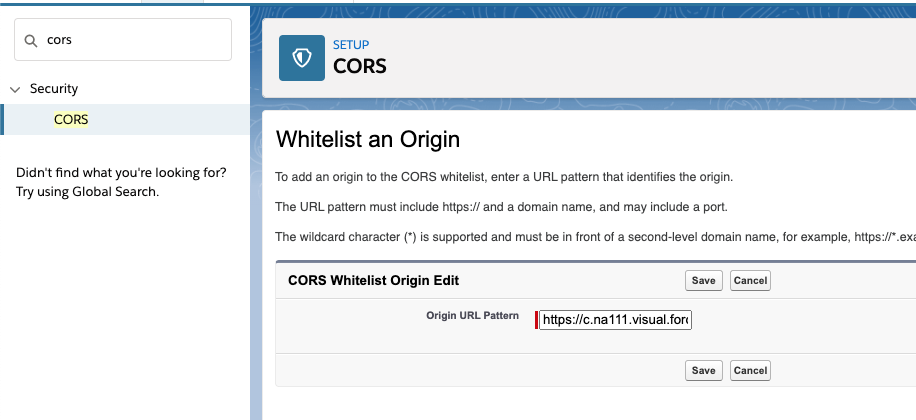 cors
Security
CORS
Didn't find what you're looking for?
Try using Global Search.
SETUP
CORS
Whitelist an Origin
To add an origin to the CORS whitelist, enter a URL pattern that identifies the origin.
The URL pattern must include https:// and a domain name, and may include a port.
The wildcard character (*) is supported and must be in front of a second-level domain name, for example, https://*.exa
CORS Whitelist Origin Edit
Save Cancel
Origin URL Pattern https://c.na111.visual.forc
Save Cancel